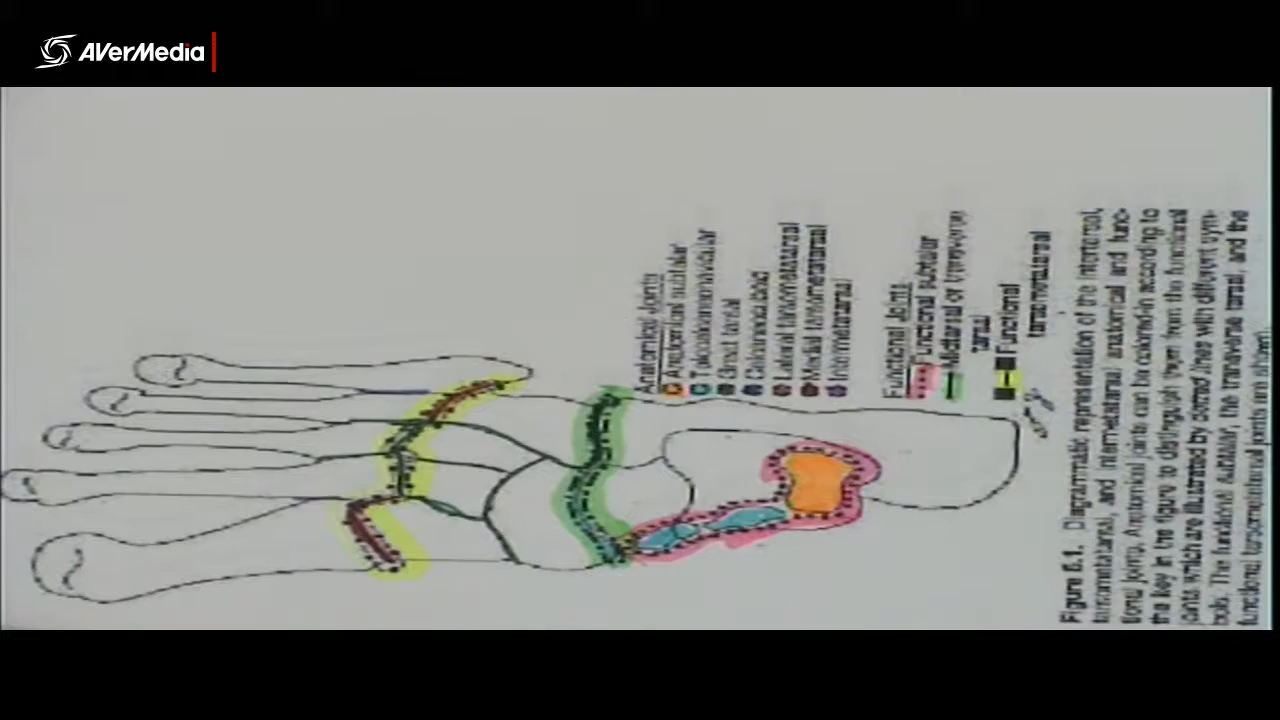 AVerMedia
Anatomical Joints
Anatomical subtalar
Talocalcaneonavicular
Great tarsal
Calcaneocuboid
Lateral tarsometatarsal
Medial tarsometatarsal
Intermetatarsal
Functional Joints
Functional subtalar
Midtarsal or transverse
tarsal
Functional
tarsometatarsal
Figure 6.1. Diagrammatic representation of the intertarsal,
tarsometatarsal, and intermetatarsal anatomical and func-
tional joints. Anatomical joints can be colored-in according to
the key in the figure to distinguish them from the functional
joints which are illustrated by dotted lines with different sym-
bols. The functional subtalar, the transverse tarsal, and the
functional tarsometatarsal joints are shown.